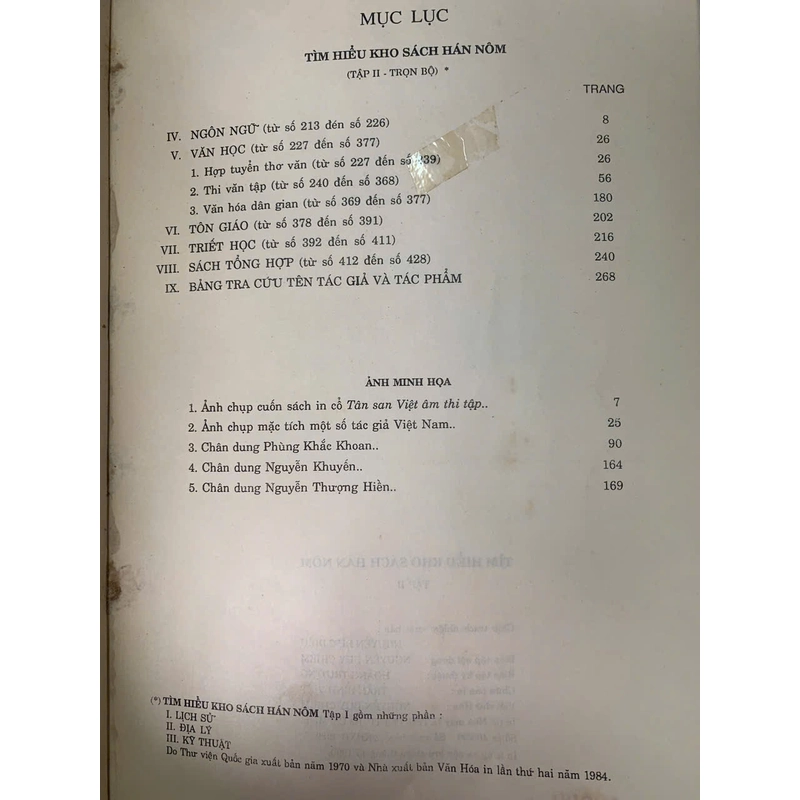 MỤC LỤC
TÌM HIỂU KHO SÁCH HÁN NÔM
(TẬP II - TRỌN BỘ) *
TRANG
IV. NGÔN NGỮ (từ số 213 đén số 226) 8
V. VĂN HỌC (từ số 227 đến số 377) 26
1. Hợp tuyển thơ văn (từ số 227 đến số 239) 26
2. Thi văn tập (từ số 240 đến số 368) 56
3. Văn hóa dân gian (từ số 369 đến số 377) 180
VI. TÔN GIÁO (từ số 378 đến số 391) 202
VII. TRIẾT HỌC (từ số 392 đến số 411) 216
VIII. SÁCH TỔNG HỢP (từ số 412 đến số 428) 240
IX. BẢNG TRA CỨU TÊN TÁC GIẢ VÀ TÁC PHẨM 268
ẢNH MINH HỌA
1. Ảnh chụp cuốn sách in cổ Tân san Việt âm thi tập.. 7
2. Ảnh chụp mặc tích một số tác giả Việt Nam.. 25
3. Chân dung Phùng Khắc Khoan.. 90
4. Chân dung Nguyễn Khuyến.. 164
5. Chân dung Nguyễn Thượng Hiền.. 169
(*) TÌM HIỂU KHO SÁCH HÁN NÔM Tập I gồm những phần :
I. LỊCH SỬ
II. ĐỊA LÝ
III. KỸ THUẬT
Do Thư viện Quốc gia xuất bản năm 1970 và Nhà xuất bản Văn Hóa in lần thứ hai năm 1984.